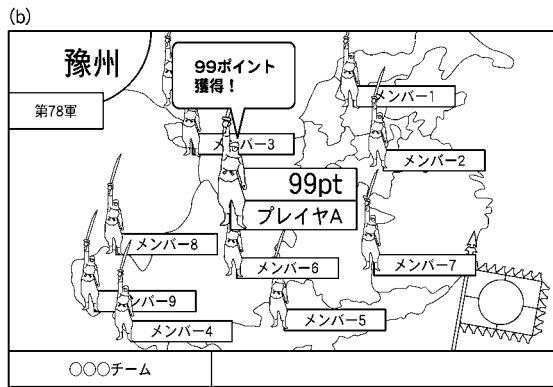 (b)
豫州
第78軍
99ポイント
獲得！
メンバー1
メンバー2
メンバー3
99pt
プレイヤA
メンバー8
メンバー6
メンバー7
ンバー9
メンバー5
メンバー4
○○○チーム